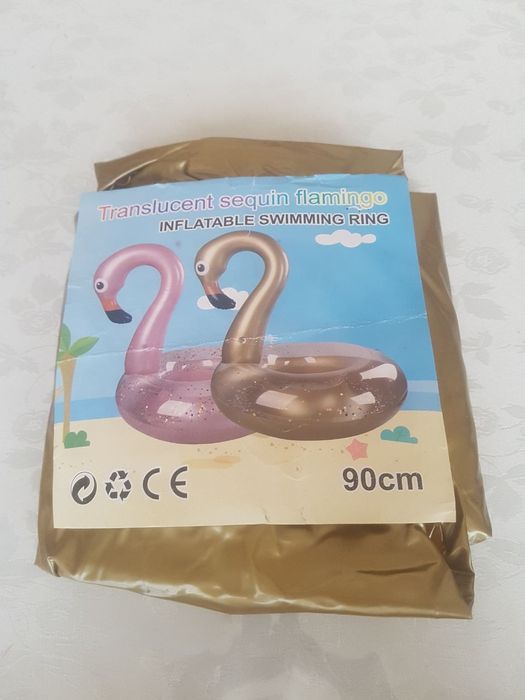 Translucent sequin flamingo
INFLATABLE SWIMMING RING
CE
90cm